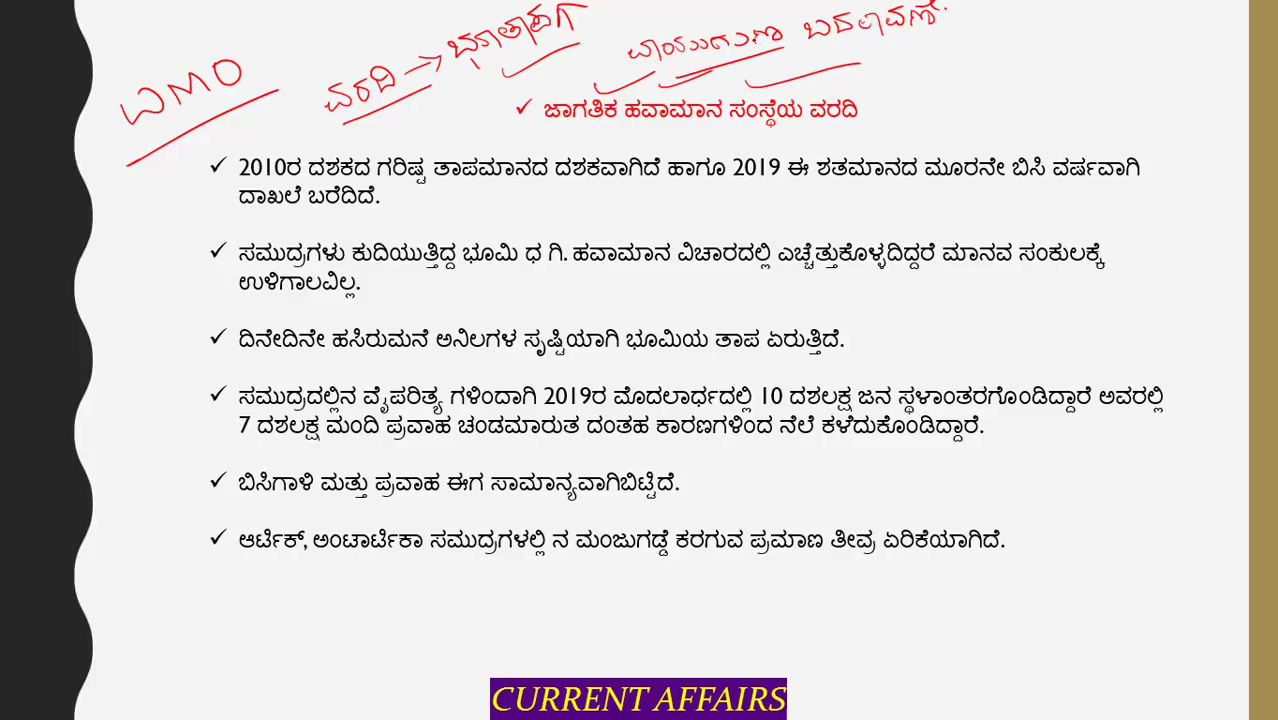 WMO
ವರದಿ → ಭೂತಾಪಗ
ವಾಯುಗುಣ ಬದಲಾವಣೆ.
✓ ಜಾಗತಿಕ ಹವಾಮಾನ ಸಂಸ್ಥೆಯ ವರದಿ
✓ 2010ರ ದಶಕದ ಗರಿಷ್ಟ ತಾಪಮಾನದ ದಶಕವಾಗಿದೆ ಹಾಗೂ 2019 ಈ ಶತಮಾನದ ಮೂರನೇ ಬಿಸಿ ವರ್ಷವಾಗಿ
ದಾಖಲೆ ಬರೆದಿದೆ.
✓ ಸಮುದ್ರಗಳು ಕುದಿಯುತ್ತಿದ್ದ ಭೂಮಿ ಧ ಗಿ. ಹವಾಮಾನ ವಿಚಾರದಲ್ಲಿ ಎಚ್ಚೆತ್ತುಕೊಳ್ಳದಿದ್ದರೆ ಮಾನವ ಸಂಕುಲಕ್ಕೆ
ಉಳಿಗಾಲವಿಲ್ಲ.
✓ ದಿನೇದಿನೇ ಹಸಿರುಮನೆ ಅನಿಲಗಳ ಸೃಷ್ಟಿಯಾಗಿ ಭೂಮಿಯ ತಾಪ ಏರುತ್ತಿದೆ.
✓ ಸಮುದ್ರದಲ್ಲಿನ ವೈಪರಿತ್ಯ ಗಳಿಂದಾಗಿ 2019ರ ಮೊದಲಾರ್ಧದಲ್ಲಿ 10 ದಶಲಕ್ಷ ಜನ ಸ್ಥಳಾಂತರಗೊಂಡಿದ್ದಾರೆ ಅವರಲ್ಲಿ
7 ದಶಲಕ್ಷ ಮಂದಿ ಪ್ರವಾಹ ಚಂಡಮಾರುತ ದಂತಹ ಕಾರಣಗಳಿಂದ ನೆಲೆ ಕಳೆದುಕೊಂಡಿದ್ದಾರೆ.
✓ ಬಿಸಿಗಾಳಿ ಮತ್ತು ಪ್ರವಾಹ ಈಗ ಸಾಮಾನ್ಯವಾಗಿಬಿಟ್ಟಿದೆ.
✓ ಆರ್ಟಿಕ್, ಅಂಟಾರ್ಟಿಕಾ ಸಮುದ್ರಗಳಲ್ಲಿ ನ ಮಂಜುಗಡ್ಡೆ ಕರಗುವ ಪ್ರಮಾಣ ತೀವ್ರ ಏರಿಕೆಯಾಗಿದೆ.
CURRENT AFFAIRS